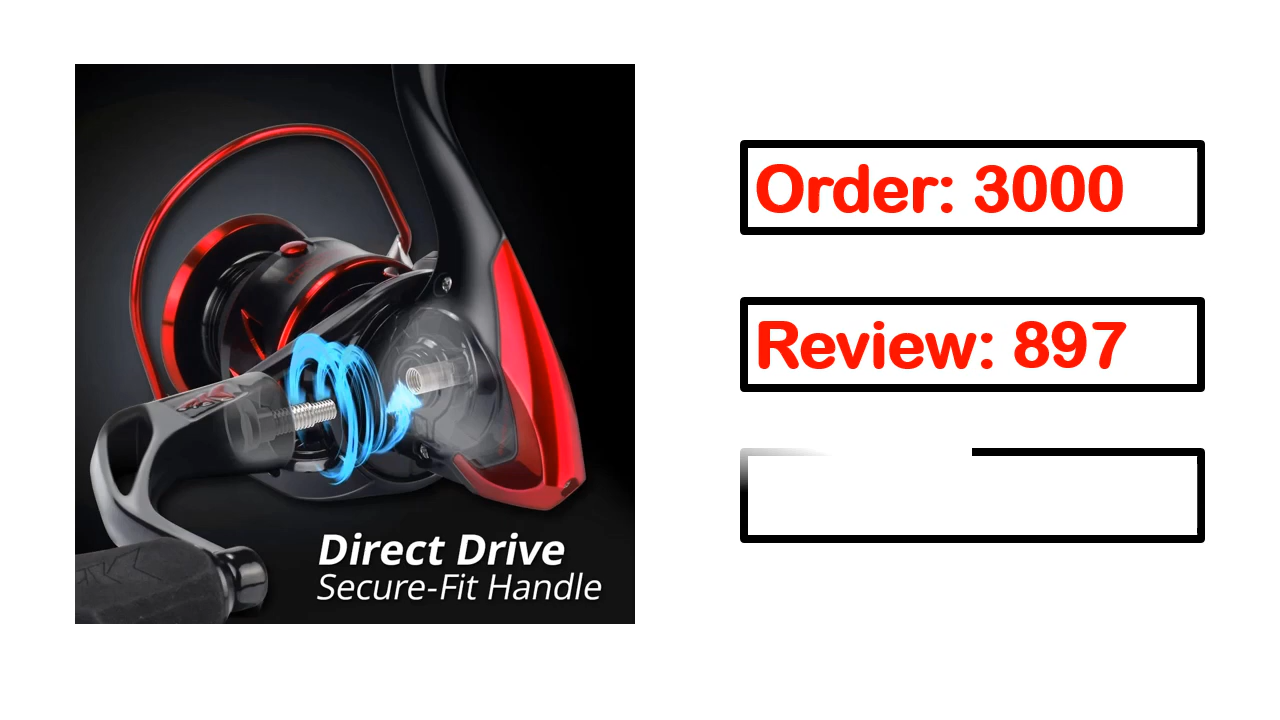 Direct Drive
Secure-Fit Handle
Order: 3000
Review: 897